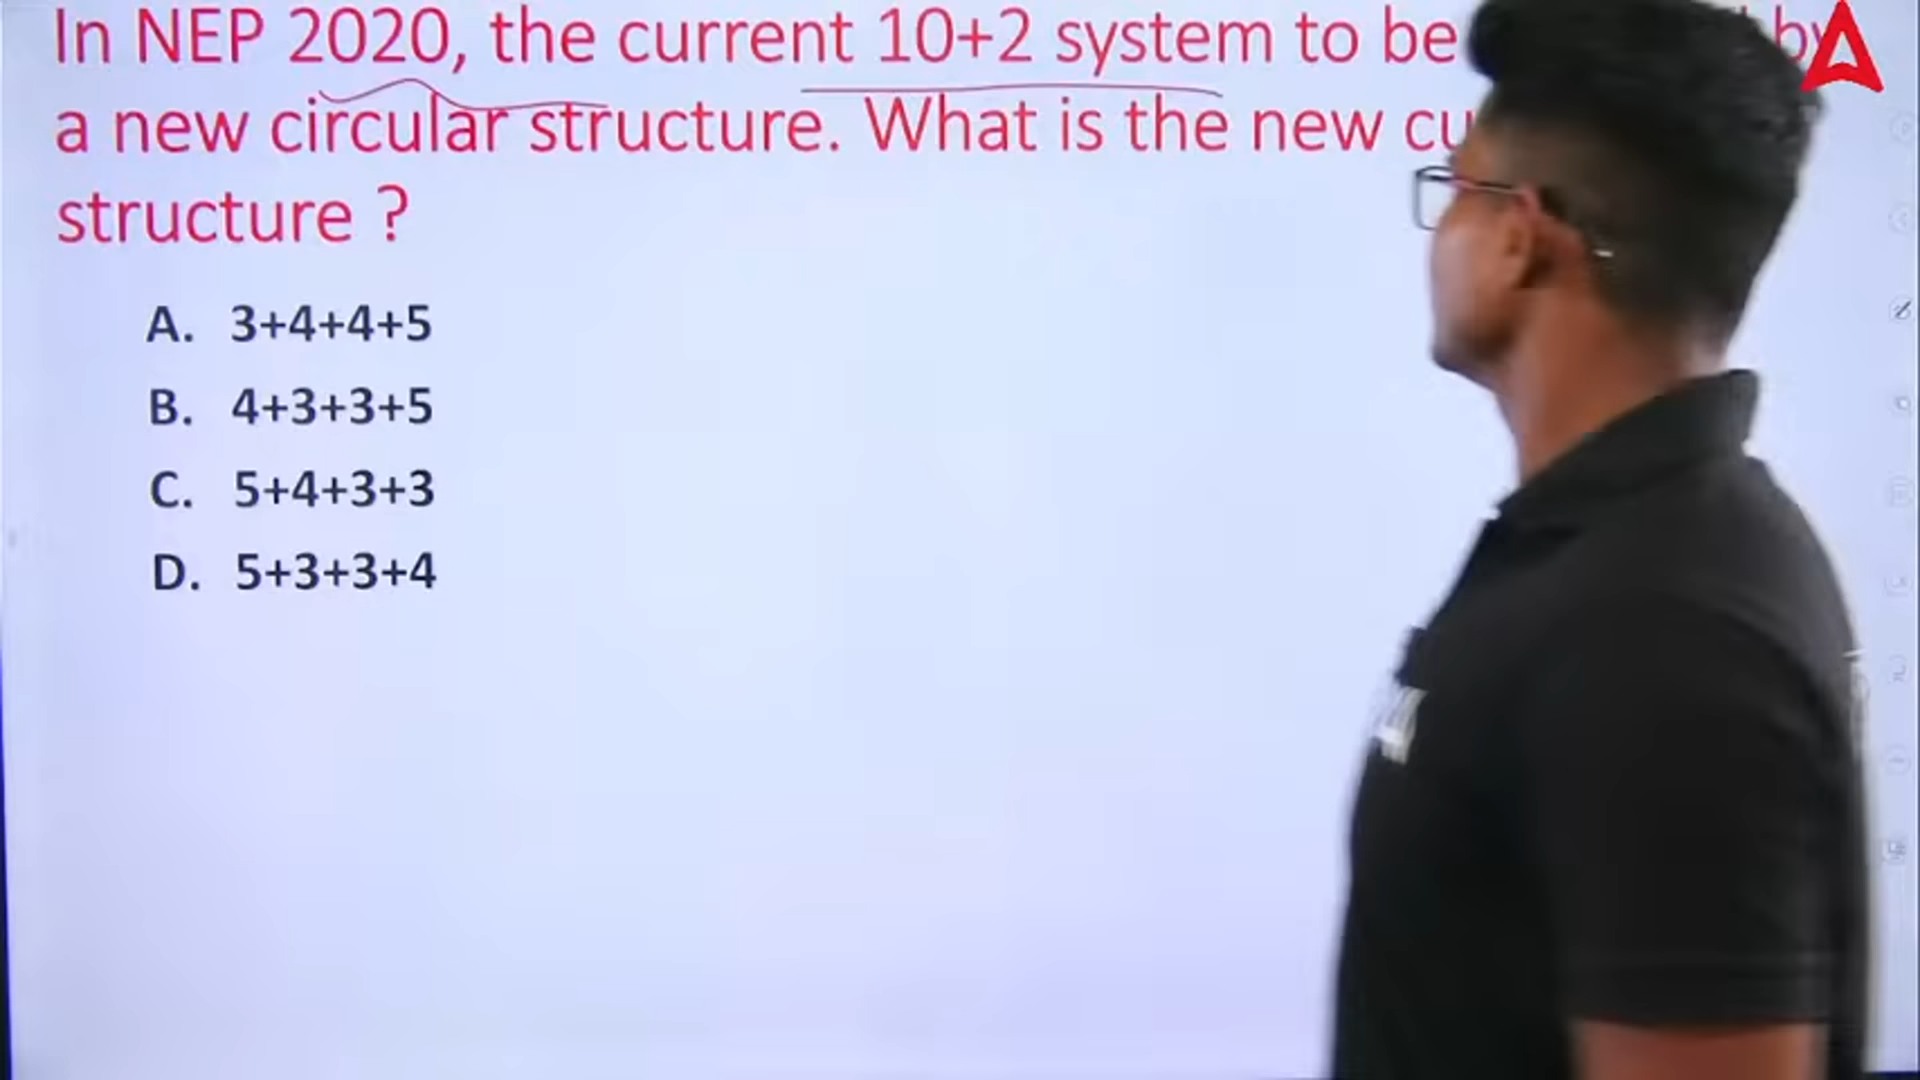 In NEP 2020, the current 10+2 system to be by
a new circular structure. What is the new
structure ?
A. 3+4+4+5
B. 4+3+3+5
C. 5+4+3+3
D. 5+3+3+4